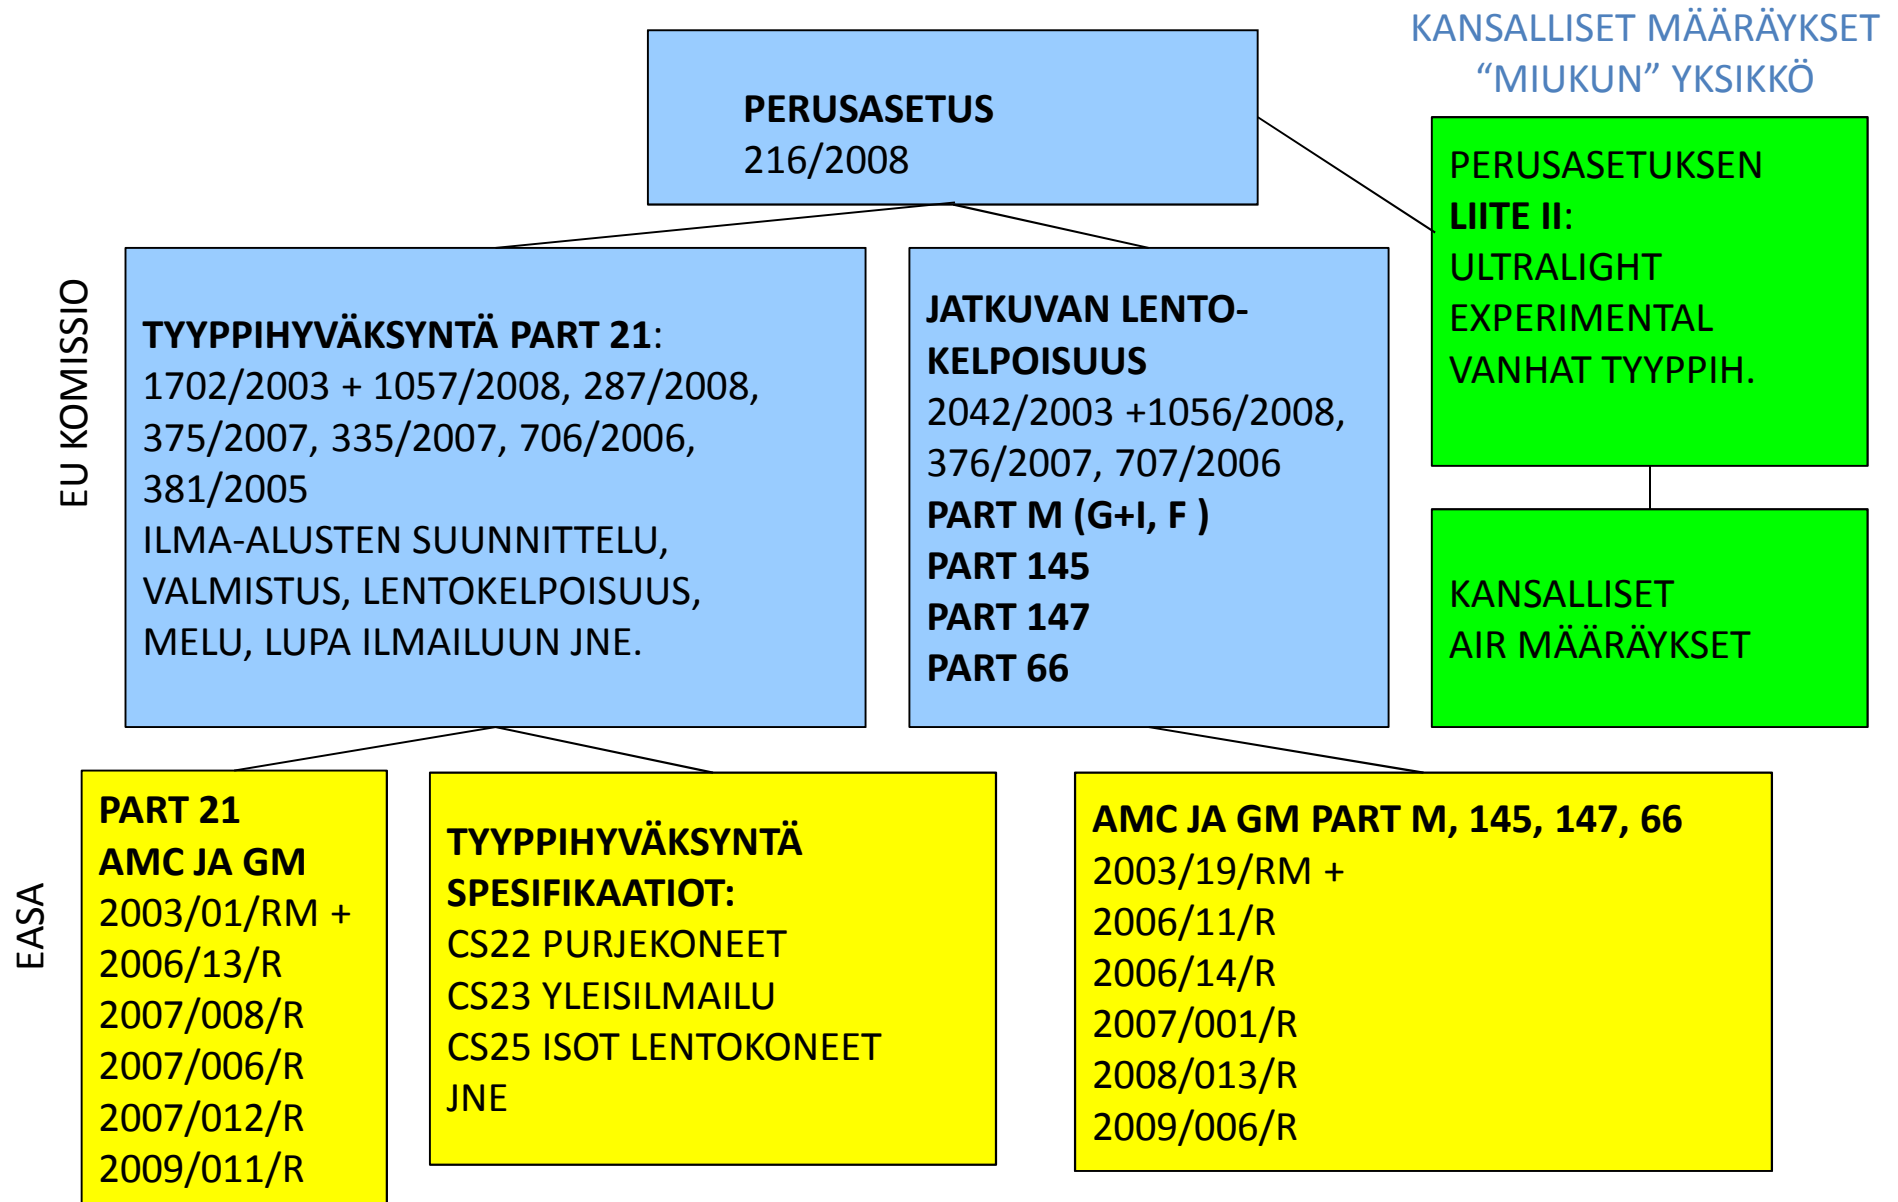 KANSALLISET MÄÄRÄYKSET
“MIUKUN” YKSIKKÖ
PERUSASETUS
216/2008
PERUSASETUKSEN
LIITE II:
ULTRALIGHT
EXPERIMENTAL
VANHAT TYYPPIH.
EU KOMISSIO
TYYPPIHYVÄKSYNTÄ PART 21:
1702/2003 + 1057/2008, 287/2008,
375/2007, 335/2007, 706/2006,
381/2005
ILMA-ALUSTEN SUUNNITTELU,
VALMISTUS, LENTOKELPOISUUS,
MELU, LUPA ILMAILUUN JNE.
JATKUVAN LENTO-
KELPOISUUS
2042/2003 +1056/2008,
376/2007, 707/2006
PART M (G+I, F )
PART 145
PART 147
PART 66
KANSALLISET
AIR MÄÄRÄYKSET
EASA
PART 21
AMC JA GM
2003/01/RM +
2006/13/R
2007/008/R
2007/006/R
2007/012/R
2009/011/R
TYYPPIHYVÄKSYNTÄ
SPESIFIKAATIOT:
CS22 PURJEKONEET
CS23 YLEISILMAILU
CS25 ISOT LENTOKONEET
JNE
AMC JA GM PART M, 145, 147, 66
2003/19/RM +
2006/11/R
2006/14/R
2007/001/R
2008/013/R
2009/006/R